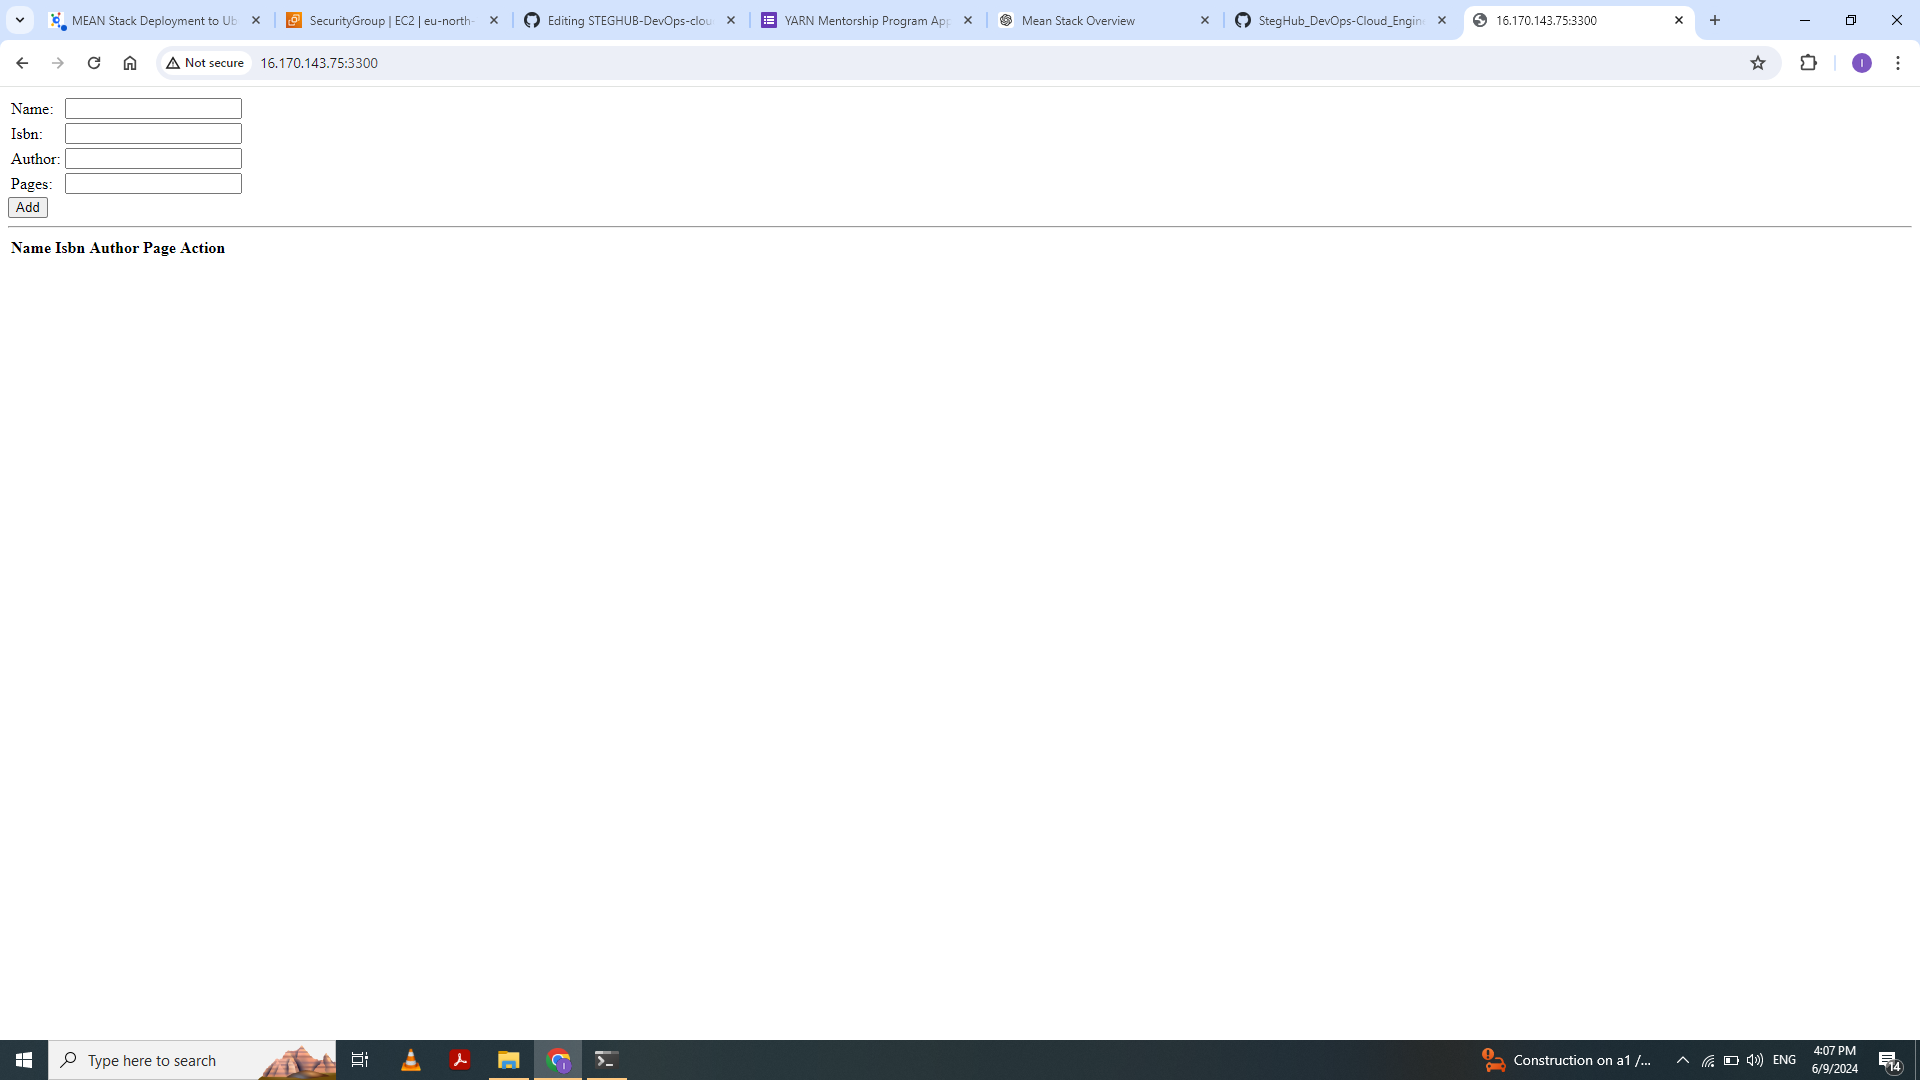 MEAN Stack Deployment to Ub
SecurityGroup | EC2 | eu-north-
Editing STEGHUB-DevOps-clou
YARN Mentorship Program App
Mean Stack Overview
StegHub_DevOps-Cloud_Engine
16.170.143.75:3300
Not secure
16.170.143.75:3300
I
Name:
Isbn:
Author:
Pages:
Add
Name Isbn Author Page Action
Type here to search
Construction on a1 /...
ENG
4:07 PM
6/9/2024
14